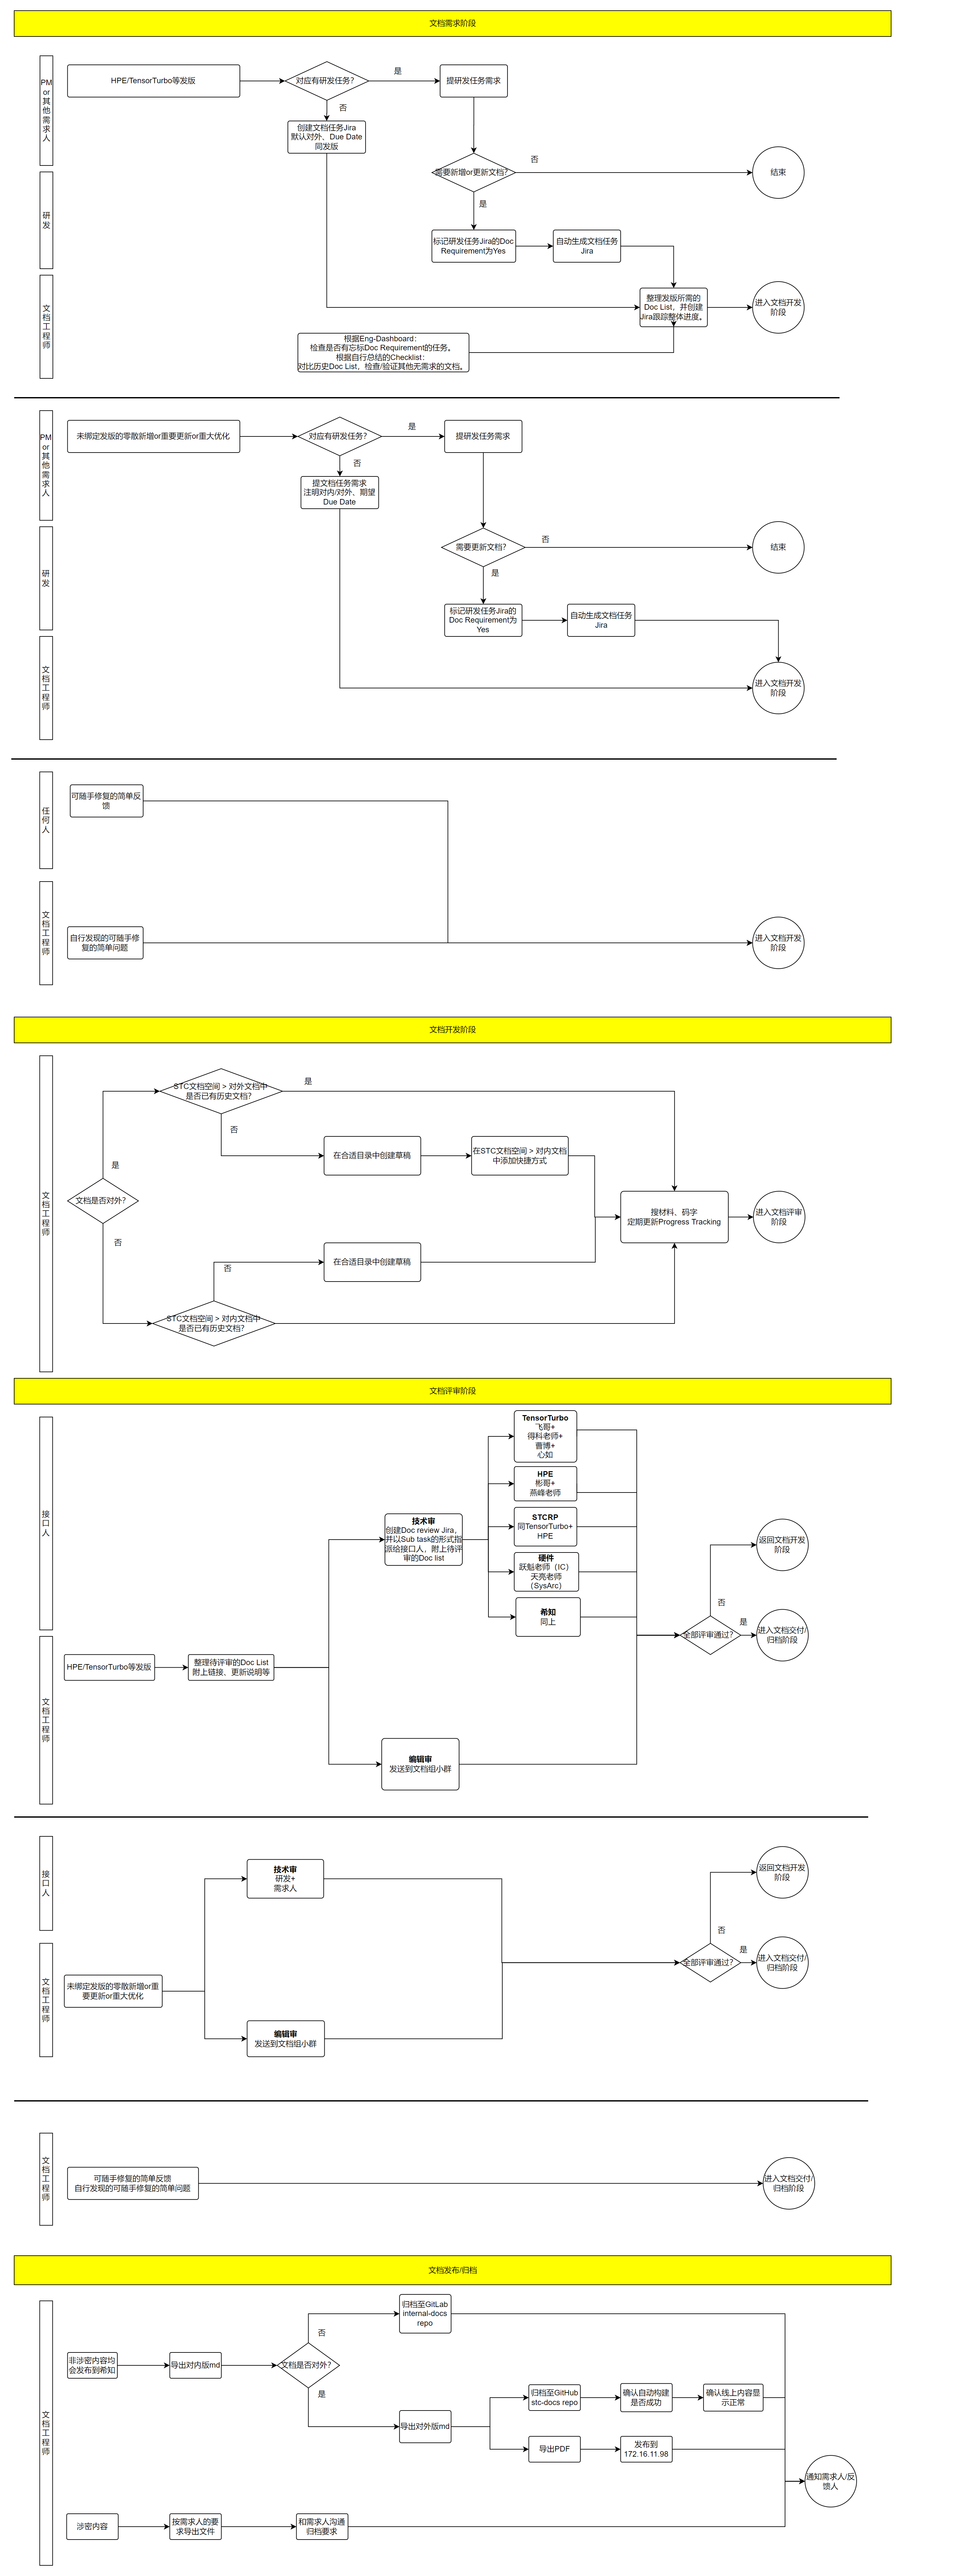 文档需求阶段
PM
or
其
他
需
求
人
HPE/TensorTurbo等发版
对应有研发任务?
是
提研发任务需求
否
创建文档任务Jira
默认对外、Due Date
同发版
需要新增or更新文档?
否
结束
是
研
发
标记研发任务Jira的Doc
Requirement为Yes
自动生成文档任务
Jira
文
档
工
程
师
整理发版所需的
Doc List，并创建
Jira跟踪整体进度。
进入文档开发
阶段
根据Eng-Dashboard：
检查是否有忘标Doc Requirement的任务。
根据自行总结的Checklist：
对比历史Doc List，检查/验证其他无需求的文档。
PM
or
其
他
需
求
人
未绑定发版的零散新增or重要更新or重大优化
对应有研发任务?
是
提研发任务需求
否
提文档任务需求
注明对内/对外、期望
Due Date
研
发
需要更新文档?
否
结束
是
标记研发任务Jira的
Doc Requirement为
Yes
自动生成文档任务
Jira
文
档
工
程
师
进入文档开发
阶段
任
何
人
可随手修复的简单反
馈
文
档
工
程
师
自行发现的可随手修
复的简单问题
进入文档开发
阶段
文档开发阶段
文
档
工
程
师
STC文档空间 > 对外文档中
是否已有历史文档?
是
否
在合适目录中创建草稿
在STC文档空间 > 对内文档
中添加快捷方式
是
文档是否对外?
否
搜材料、码字
定期更新Progress Tracking
进入文档评审
阶段
否
在合适目录中创建草稿
STC文档空间 > 对内文档中
是否已有历史文档?
文档评审阶段
接
口
人
TensorTurbo
飞哥+
得科老师+
曹博+
心如
HPE
彬哥+
燕峰老师
技术审
创建Doc review Jira，
并以Sub task的形式指
派给接口人，附上待评
审的Doc list
STCRP
同TensorTurbo+
HPE
硬件
跃魁老师（IC）
天亮老师
（SysArc）
希知
同上
返回文档开发
阶段
否
全部评审通过?
是
进入文档交付/
归档阶段
文
档
工
程
师
HPE/TensorTurbo等发版
整理待评审的Doc List
附上链接、更新说明等
编辑审
发送到文档组小群
接
口
人
技术审
研发+
需求人
返回文档开发
阶段
否
全部评审通过?
是
进入文档交付/
归档阶段
文
档
工
程
师
未绑定发版的零散新增or重
要更新or重大优化
编辑审
发送到文档组小群
文
档
工
程
师
可随手修复的简单反馈
自行发现的可随手修复的简单问题
进入文档交付/
归档阶段
文档发布/归档
文
档
工
程
师
归档至GitLab
internal-docs
repo
否
非涉密内容均
会发布到希知
导出对内版md
文档是否对外?
是
导出对外版md
归档至GitHub
stc-docs repo
确认自动构建
是否成功
确认线上内容显
示正常
导出PDF
发布到
172.16.11.98
通知需求人/反
馈人
涉密内容
按需求人的要
求导出文件
和需求人沟通
归档要求